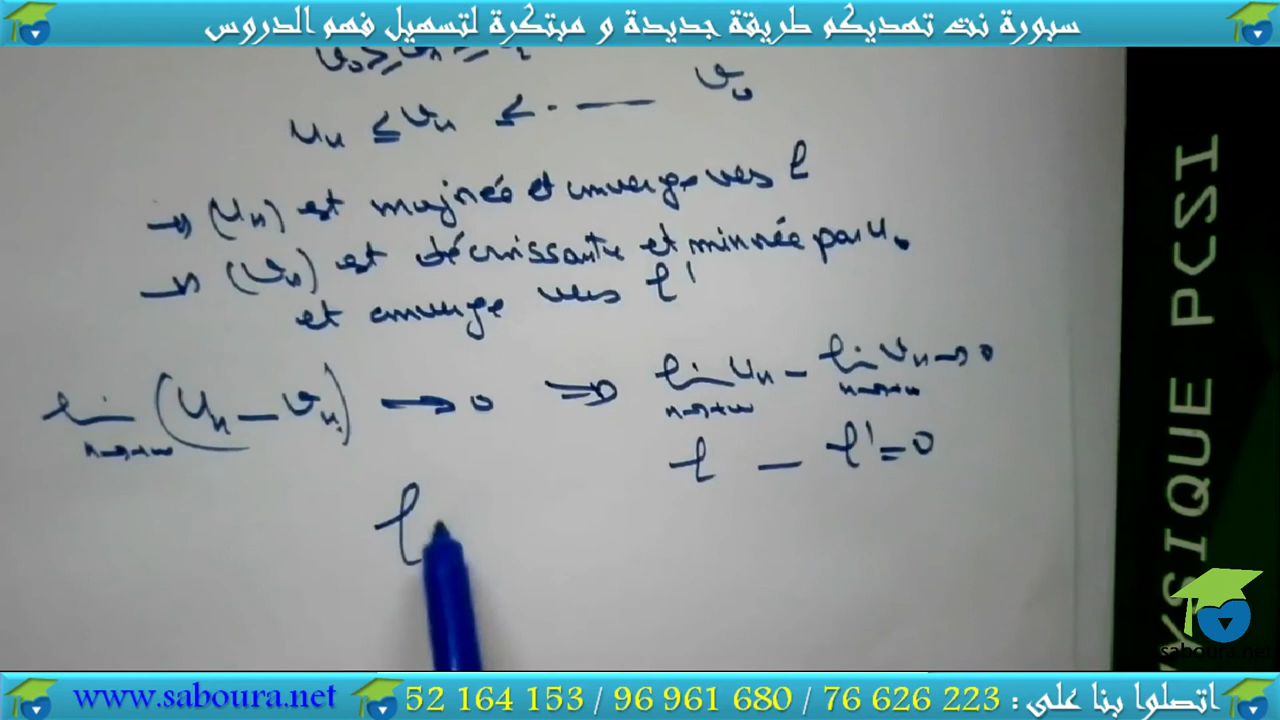 سبورة نت تهديكم طريقة جديدة و مبتكرة لتسهيل فهم الدروس
Uₙ ≤ Vₙ ≤ . — V₀
→ (Uₙ) est majorée et converge vers l
→ (Vₙ) est décroissante et minorée par U₀
et converge vers l'
lim (Uₙ - Vₙ) → 0 ⇒ lim Uₙ - lim Vₙ → 0
n→+∞ n→+∞ n→+∞
l - l' = 0
l
PHYSIQUE PCSI
saboura.net
www.saboura.net 52 164 153 / 96 961 680 / 76 626 223 : اتصلوا بنا على